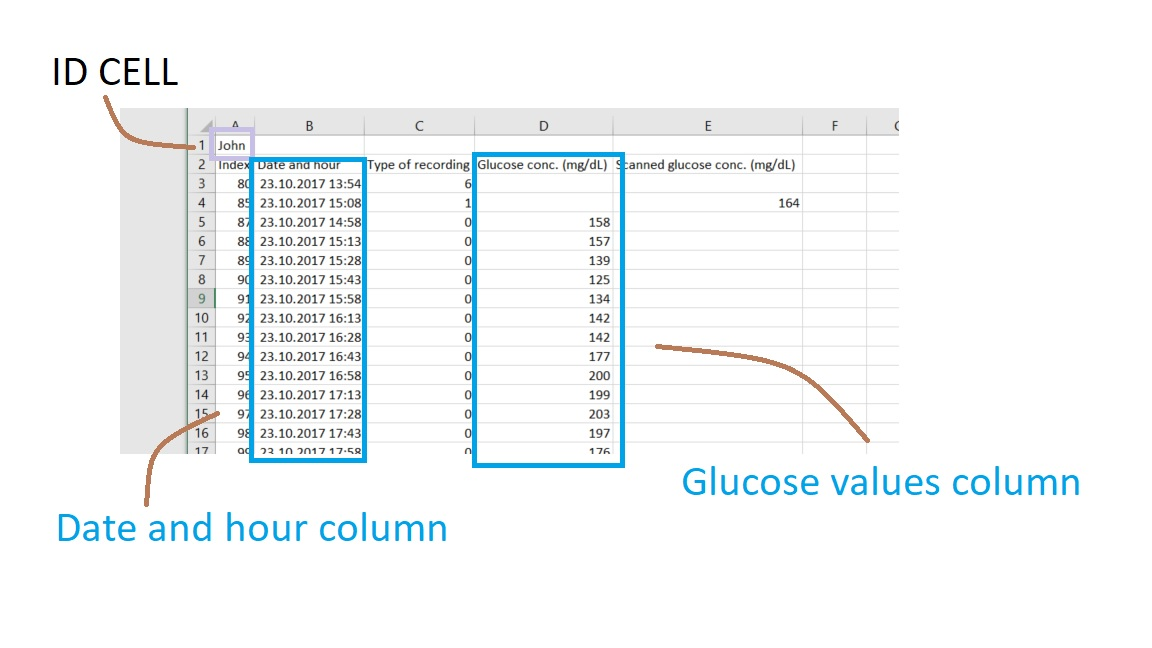 ID CELL
A B C D E F
1 John
2 Index Date and hour Type of recording Glucose conc. (mg/dL) Scanned glucose conc. (mg/dL)
3 80 23.10.2017 13:54 6
4 85 23.10.2017 15:08 1 164
5 87 23.10.2017 14:58 0 158
6 88 23.10.2017 15:13 0 157
7 89 23.10.2017 15:28 0 139
8 90 23.10.2017 15:43 0 125
9 91 23.10.2017 15:58 0 134
10 92 23.10.2017 16:13 0 142
11 93 23.10.2017 16:28 0 142
12 94 23.10.2017 16:43 0 177
13 95 23.10.2017 16:58 0 200
14 96 23.10.2017 17:13 0 199
15 97 23.10.2017 17:28 0 203
16 98 23.10.2017 17:43 0 197
17 99 23.10.2017 17:58 0 176
Glucose values column
Date and hour column